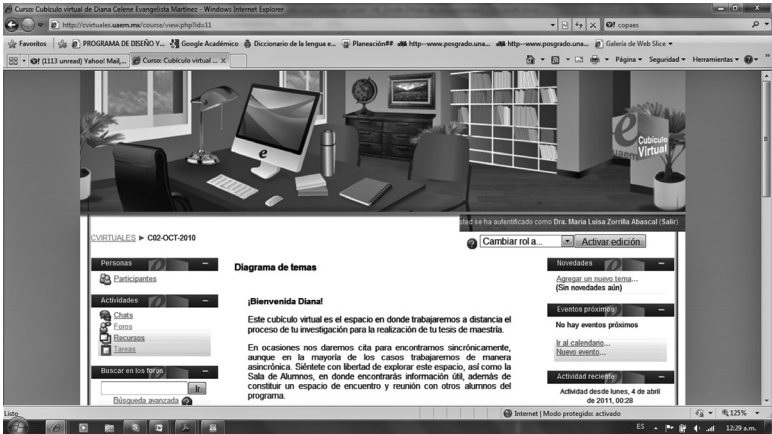 Curso: Cubículo virtual de Diana Celene Evangelista Martínez - Windows Internet Explorer
http://cvirtuales.uaem.mx/course/view.php?id=11
copaes
Favoritos
PROGRAMA DE DISEÑO Y...
Google Académico
Diccionario de la lengua e...
Planeación##
http--www.posgrado.una...
http--www.posgrado.una...
Galería de Web Slice
(1113 unread) Yahoo! Mail,...
Curso: Cubículo virtual ...
X
Página
Seguridad
Herramientas
e
e
Cubículo
Virtual
sted se ha autentificado como Dra. Maria Luisa Zorrilla Abascal (Salir)
CVIRTUALES ► C02-OCT-2010
Cambiar rol a...
Activar edición
Personas
Participantes
Actividades
Chats
Foros
Recursos
Tareas
Buscar en los foros
Ir
Búsqueda avanzada
Diagrama de temas
¡Bienvenida Diana!
Este cubículo virtual es el espacio en donde trabajaremos a distancia el
proceso de tu investigación para la realización de tu tesis de maestría.
En ocasiones nos daremos cita para encontrarnos sincrónicamente,
aunque en la mayoría de los casos trabajaremos de manera
asincrónica. Siéntete con libertad de explorar este espacio, así como la
Sala de Alumnos, en donde encontrarás información útil, además de
constituir un espacio de encuentro y reunión con otros alumnos del
programa.
Novedades
Agregar un nuevo tema...
(Sin novedades aún)
Eventos próximos
No hay eventos próximos
Ir al calendario...
Nuevo evento...
Actividad reciente
Actividad desde lunes, 4 de abril
de 2011, 00:28
Listo
Internet | Modo protegido: activado
125%
ES
12:29 a.m.